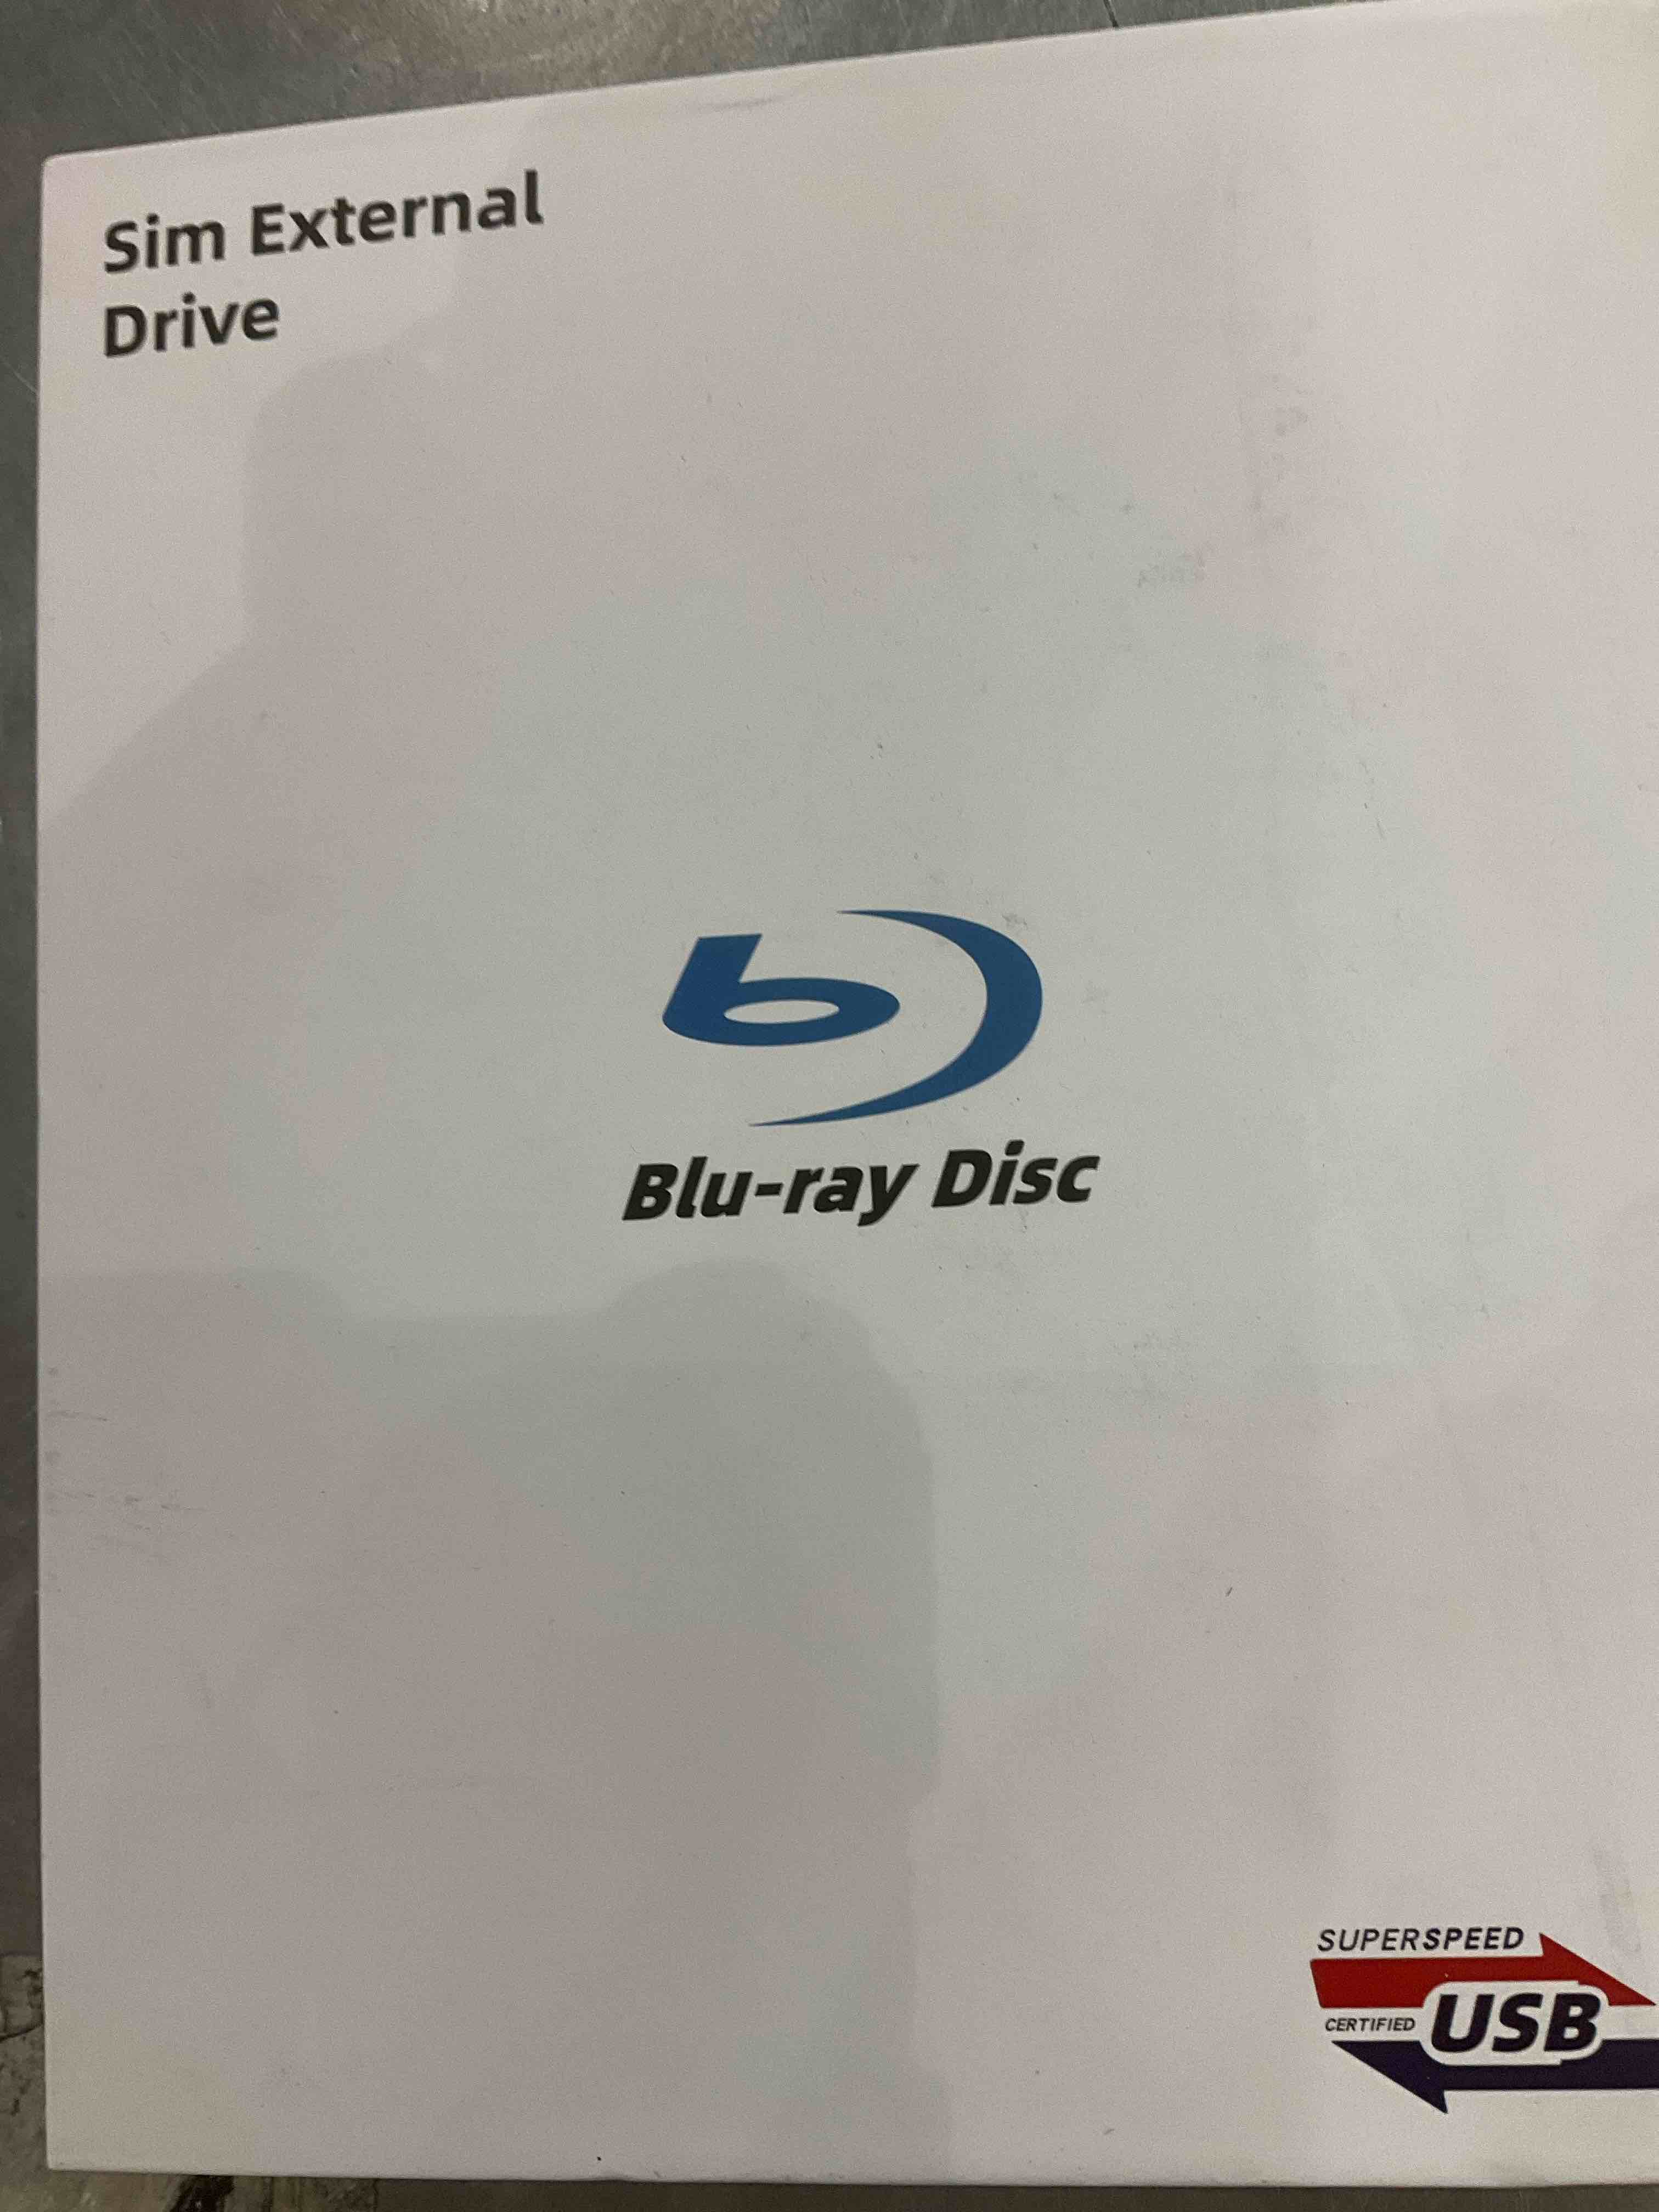 Sim External
Drive
Blu-ray Disc
SUPERSPEED
CERTIFIED USB